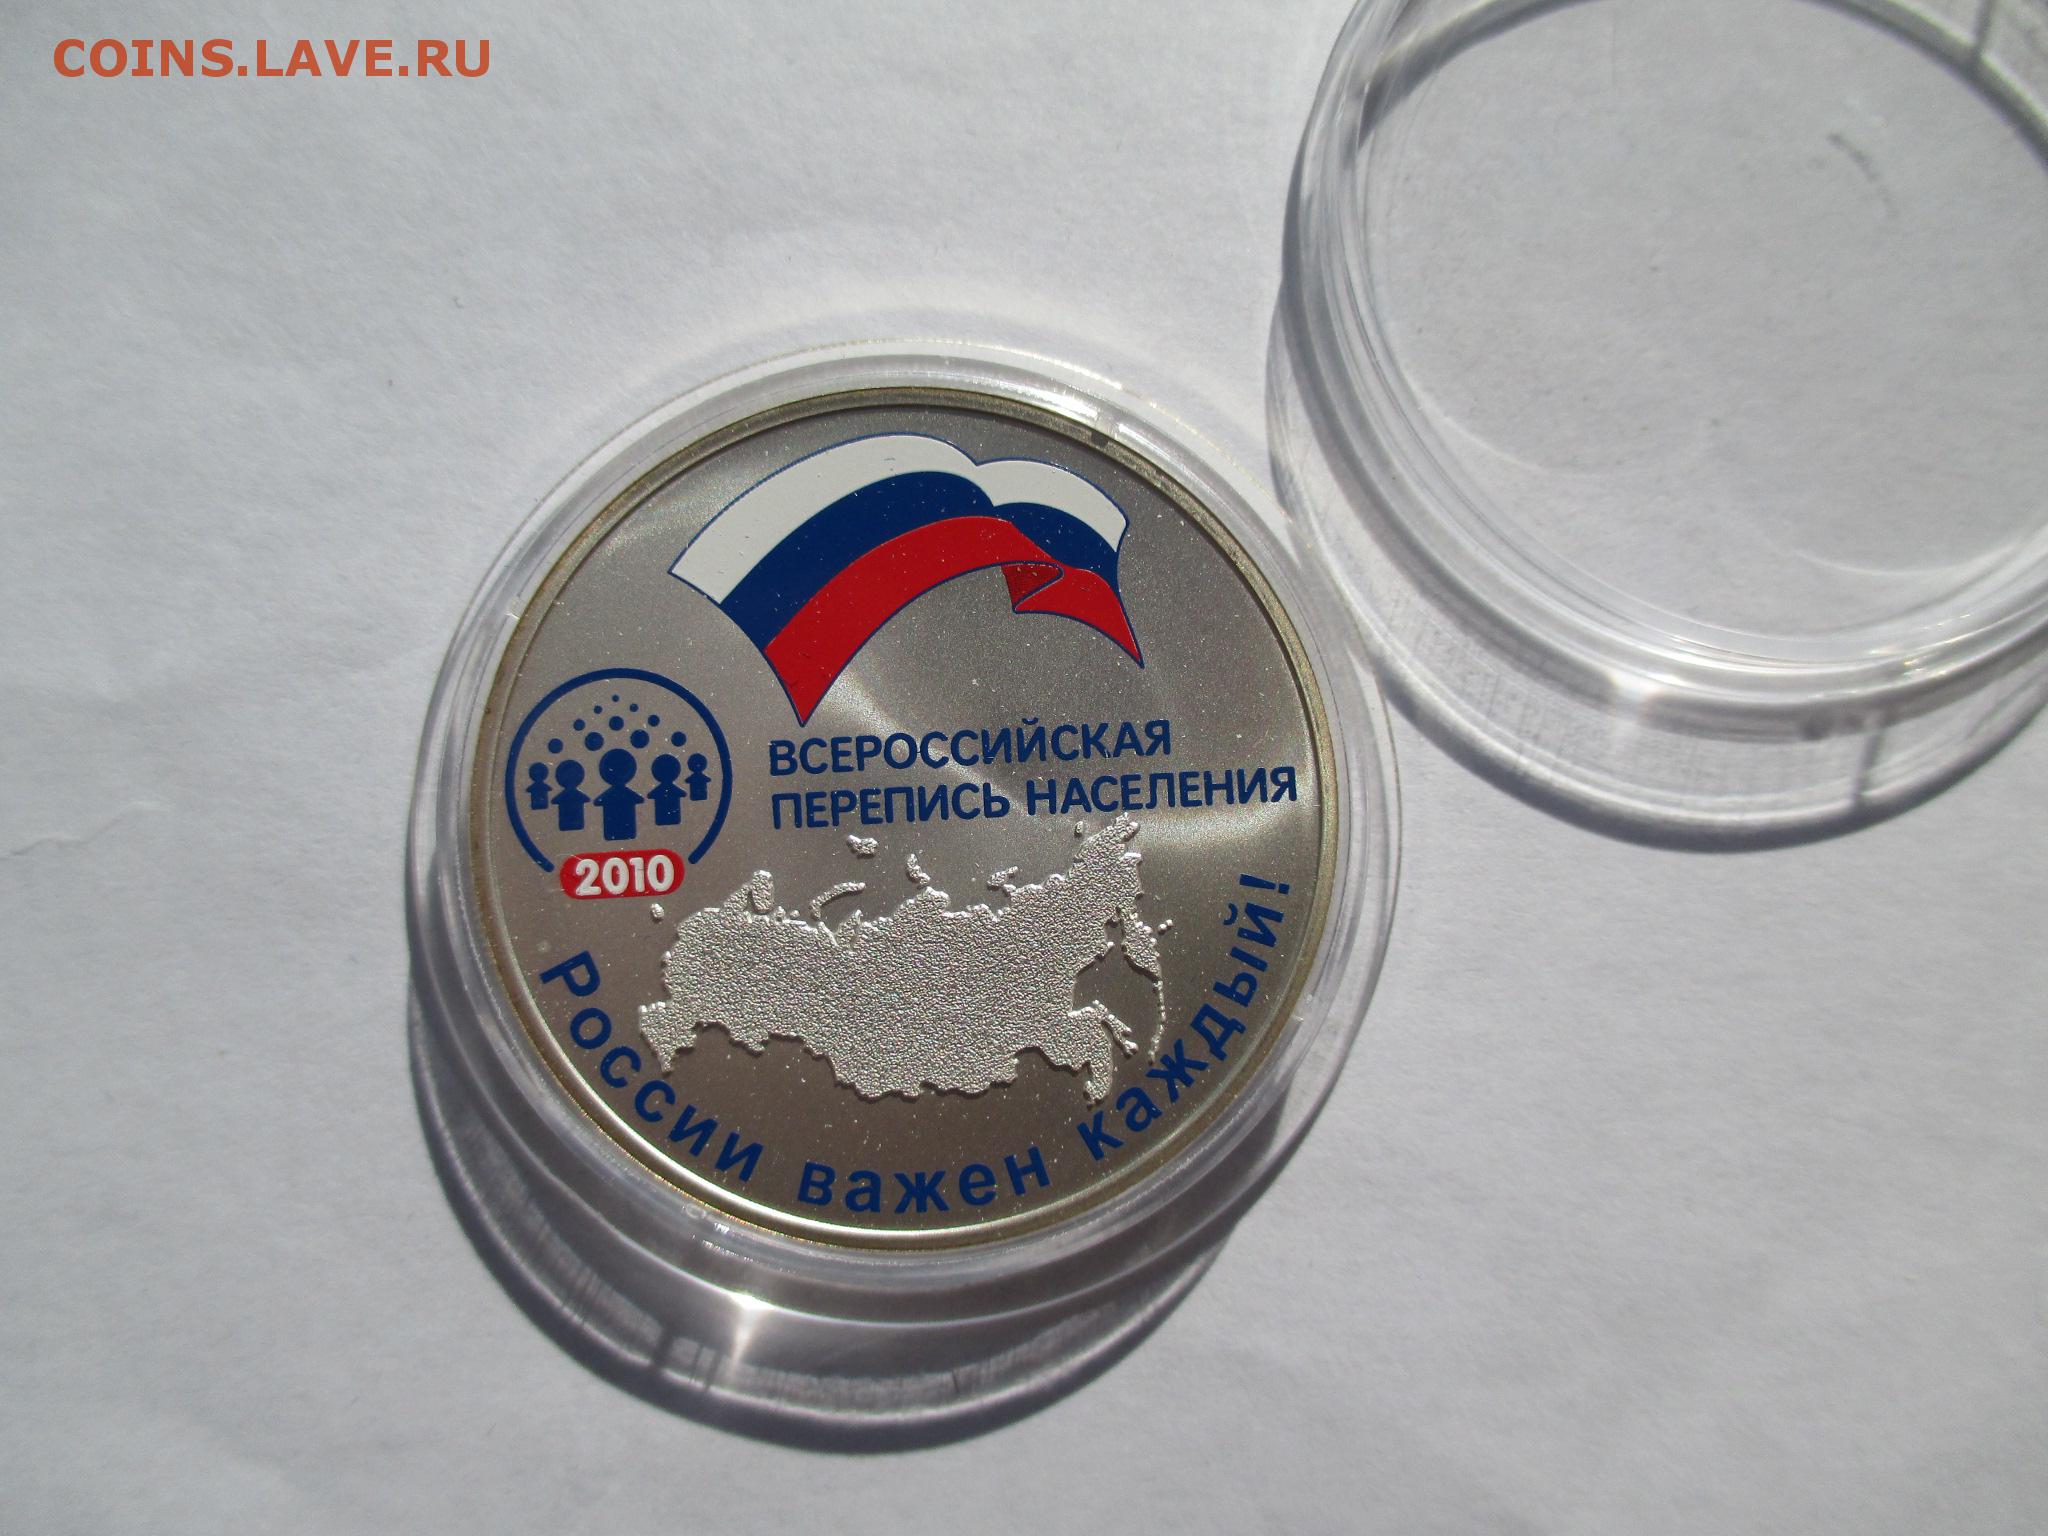 COINS.LAVE.RU
ВСЕРОССИЙСКАЯ
ПЕРЕПИСЬ НАСЕЛЕНИЯ
2010
России важен каждый!